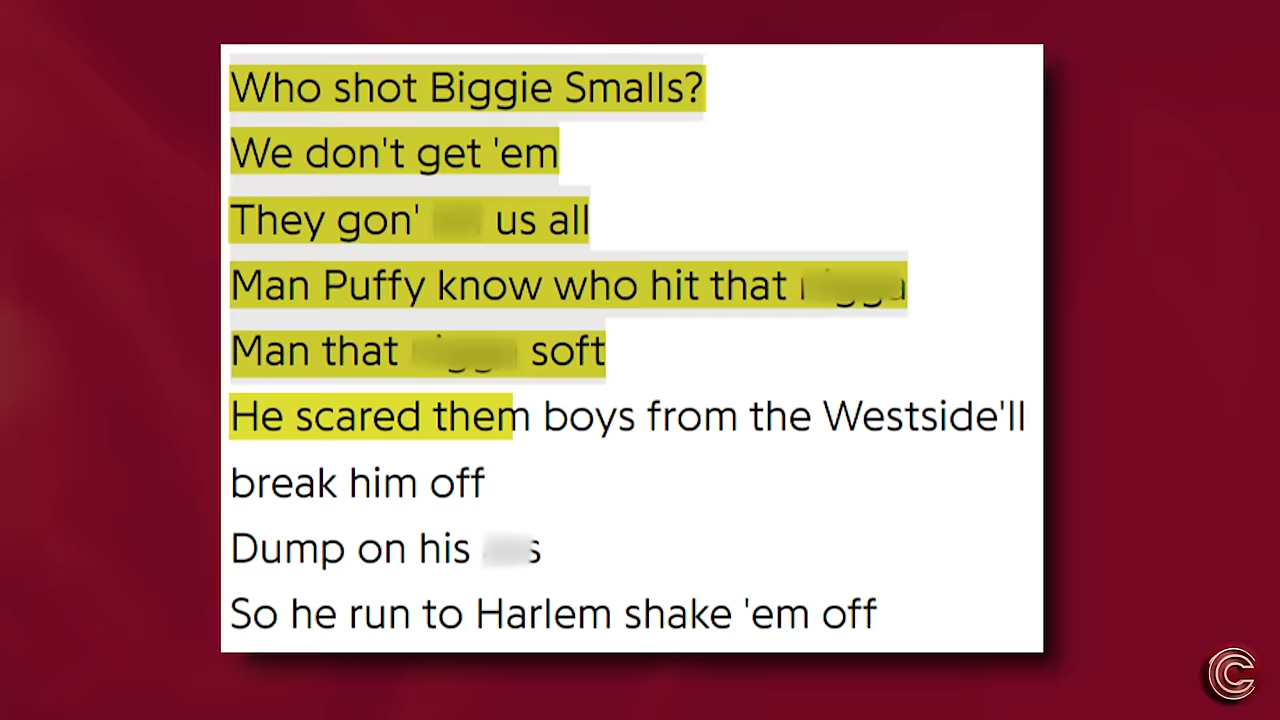 Who shot Biggie Smalls?
We don't get 'em
They gon' us all
Man Puffy know who hit that
Man that soft
He scared them boys from the Westside'll
break him off
Dump on his
So he run to Harlem shake 'em off